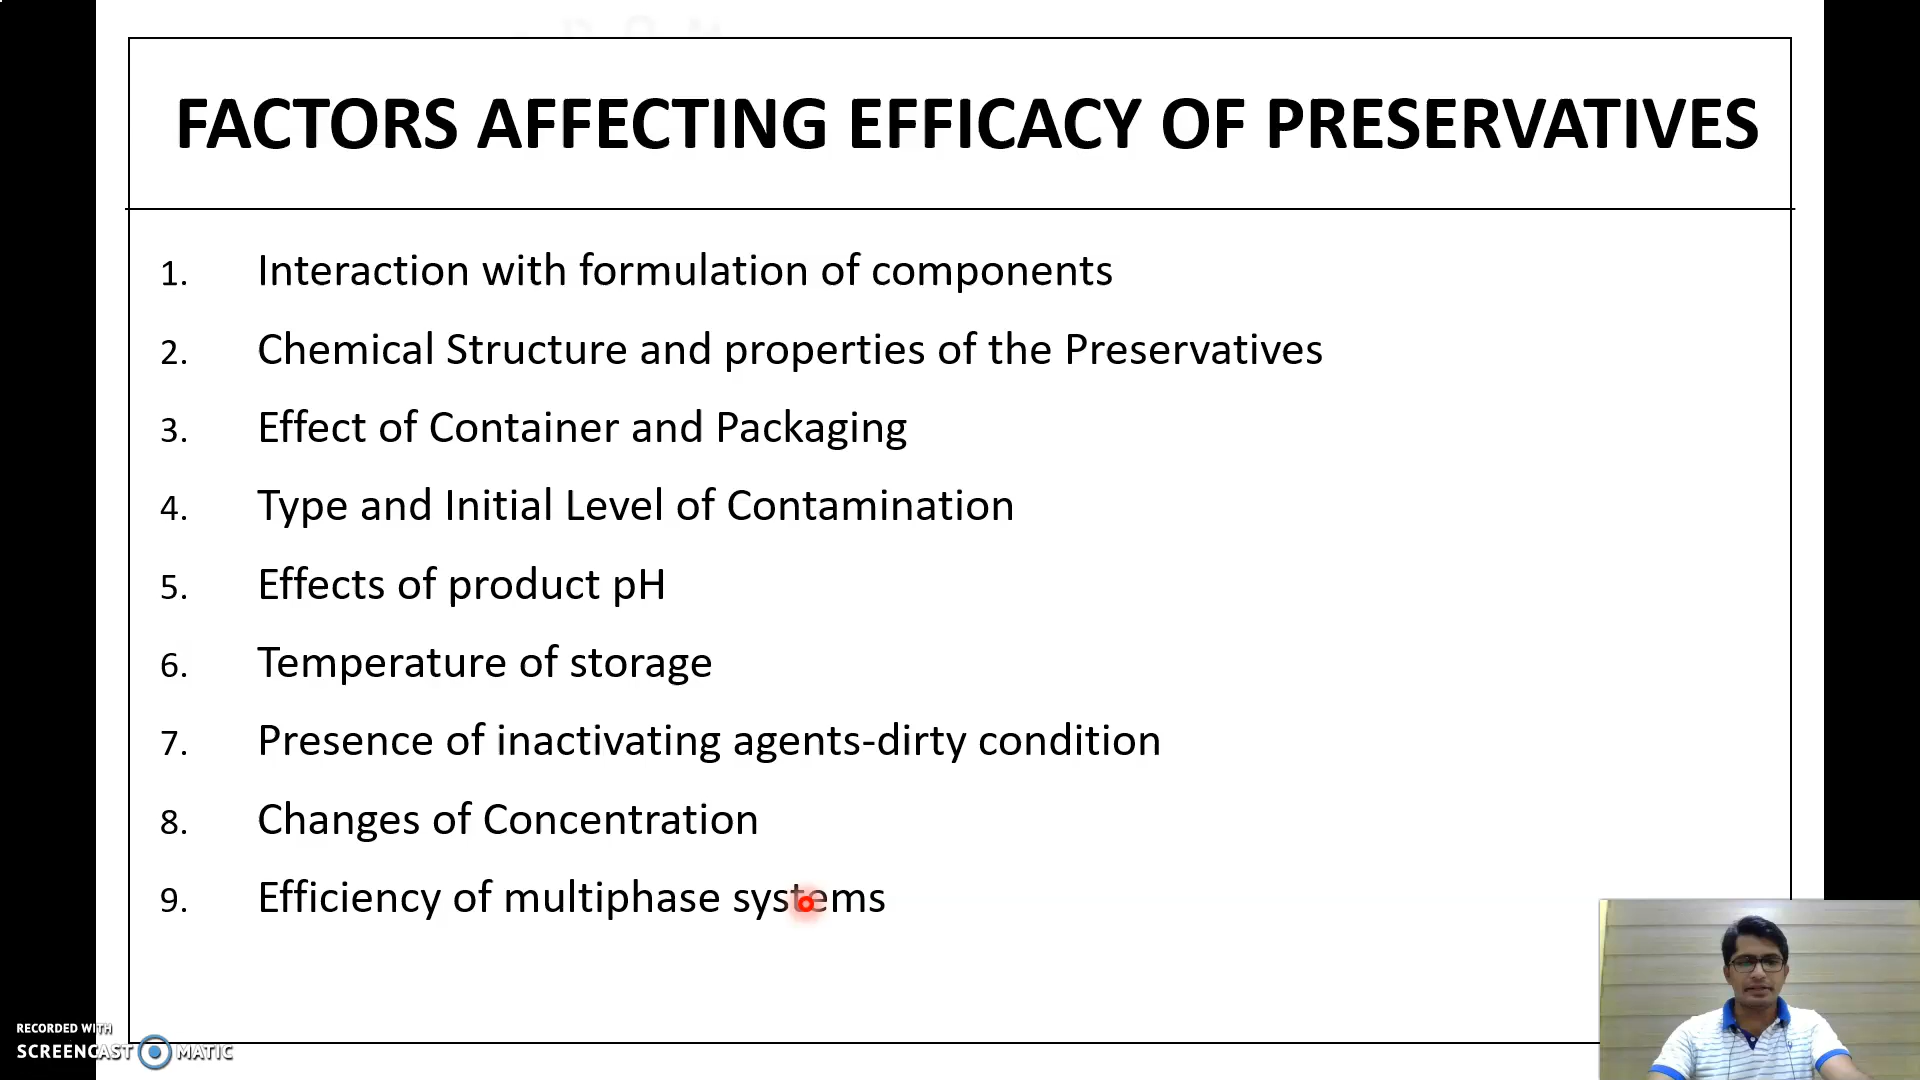 FACTORS AFFECTING EFFICACY OF PRESERVATIVES
1. Interaction with formulation of components
2. Chemical Structure and properties of the Preservatives
3. Effect of Container and Packaging
4. Type and Initial Level of Contamination
5. Effects of product pH
6. Temperature of storage
7. Presence of inactivating agents-dirty condition
8. Changes of Concentration
9. Efficiency of multiphase systems
RECORDED WITH
SCREENCAST MATIC